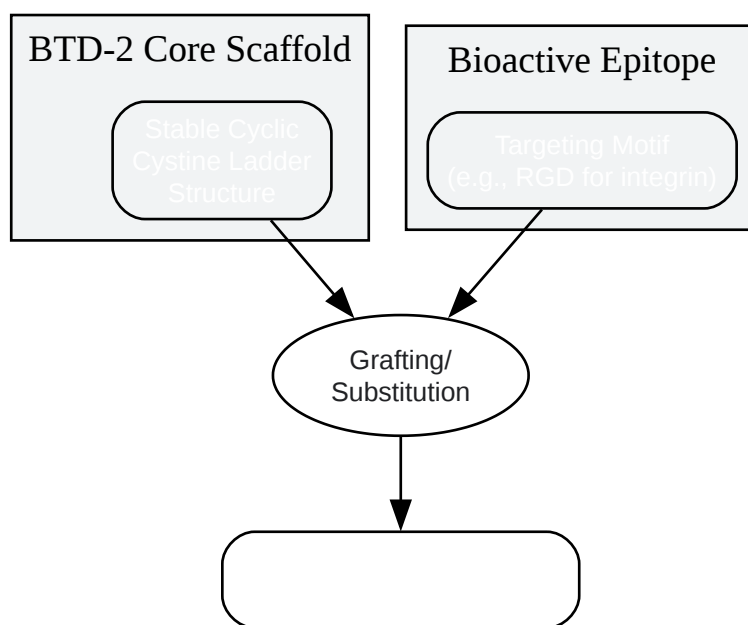 BTD-2 Core Scaffold
Stable Cyclic
Cystine Ladder
Structure
Bioactive Epitope
Targeting Motif
(e.g., RGD for integrin)
Grafting/
Substitution